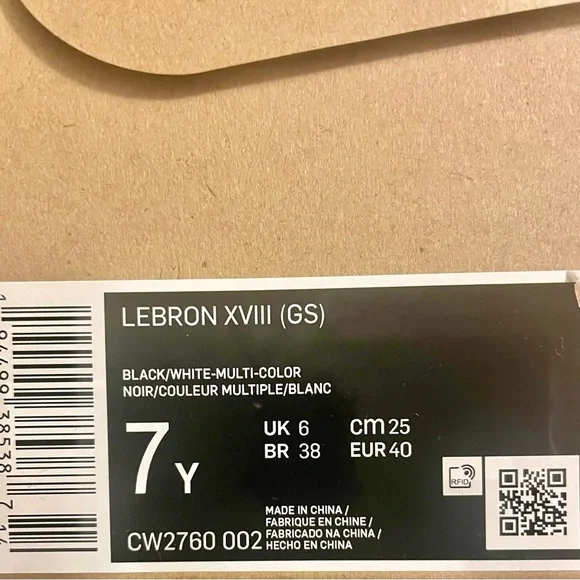 LEBRON XVIII (GS)
BLACK/WHITE-MULTI-COLOR
NOIR/COULEUR MULTIPLE/BLANC
7Y
UK 6 cm 25
BR 38 EUR 40
RFID
MADE IN CHINA /
FABRIQUE EN CHINE /
FABRICADO NA CHINA /
HECHO EN CHINA
CW2760 002